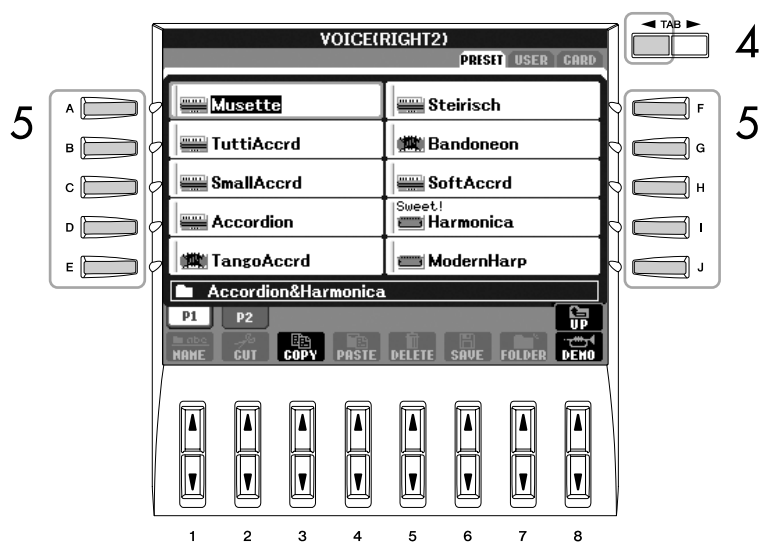 VOICE(RIGHT2)
PRESET USER CARD
TAB
4
5
5
A Musette Steirisch F
B TuttiAccrd Bandoneon G
C SmallAccrd SoftAccrd H
Sweet!
D Accordion Harmonica I
E TangoAccrd ModernHarp J
Accordion&Harmonica
P1 P2 UP
abc
NAME CUT COPY PASTE DELETE SAVE FOLDER DEMO
1 2 3 4 5 6 7 8